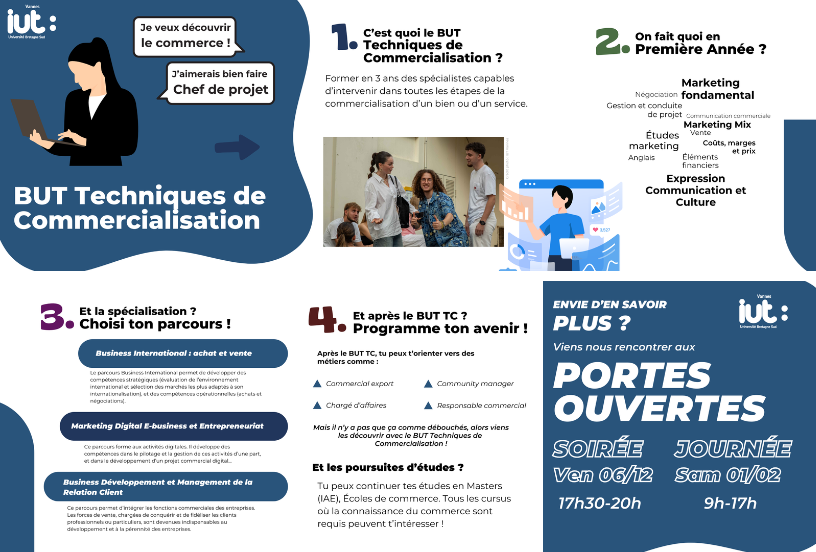 Vannes
iut:
Université Bretagne Sud
Je veux découvrir
le commerce !
J'aimerais bien faire
Chef de projet
BUT Techniques de
Commercialisation
1. C'est quoi le BUT
Techniques de
Commercialisation ?
Former en 3 ans des spécialistes capables
d'intervenir dans toutes les étapes de la
commercialisation d'un bien ou d'un service.
2. On fait quoi en
Première Année ?
Marketing
fondamental
Négociation
Gestion et conduite
de projet
Communication commerciale
Marketing Mix
Vente
Études
marketing
Coûts, marges
et prix
Anglais
Éléments
financiers
Expression
Communication et
Culture
3. Et la spécialisation ?
Choisi ton parcours !
Business International : achat et vente
Le parcours Business International permet de développer des
compétences stratégiques (évaluation de l'environnement
international et sélection des marchés les plus adaptés à son
internationalisation), et des compétences opérationnelles (achats et
négociations).
Marketing Digital E-business et Entrepreneuriat
Ce parcours forme aux activités digitales. Il développe des
compétences dans le pilotage et la gestion de ces activités d'une part,
et dans le développement d'un projet commercial digital...
Business Développement et Management de la
Relation Client
Ce parcours permet d'intégrer les fonctions commerciales des entreprises.
Les forces de vente, chargées de conquérir et de fidéliser les clients
professionnels ou particuliers, sont devenues indispensables au
développement et à la pérennité des entreprises.
4. Et après le BUT TC ?
Programme ton avenir !
Après le BUT TC, tu peux t'orienter vers des
métiers comme :
Commercial export
Community manager
Chargé d'affaires
Responsable commercial
Mais il n'y a pas que ça comme débouchés, alors viens
les découvrir avec le BUT Techniques de
Commercialisation !
Et les poursuites d'études ?
Tu peux continuer tes études en Masters
(IAE), Écoles de commerce. Tous les cursus
où la connaissance du commerce sont
requis peuvent t'intéresser !
ENVIE D'EN SAVOIR
PLUS ?
Vannes
iut:
Université Bretagne Sud
Viens nous rencontrer aux
PORTES
OUVERTES
SOIRÉE
Ven 06/12
17h30-20h
JOURNÉE
Sam 01/02
9h-17h